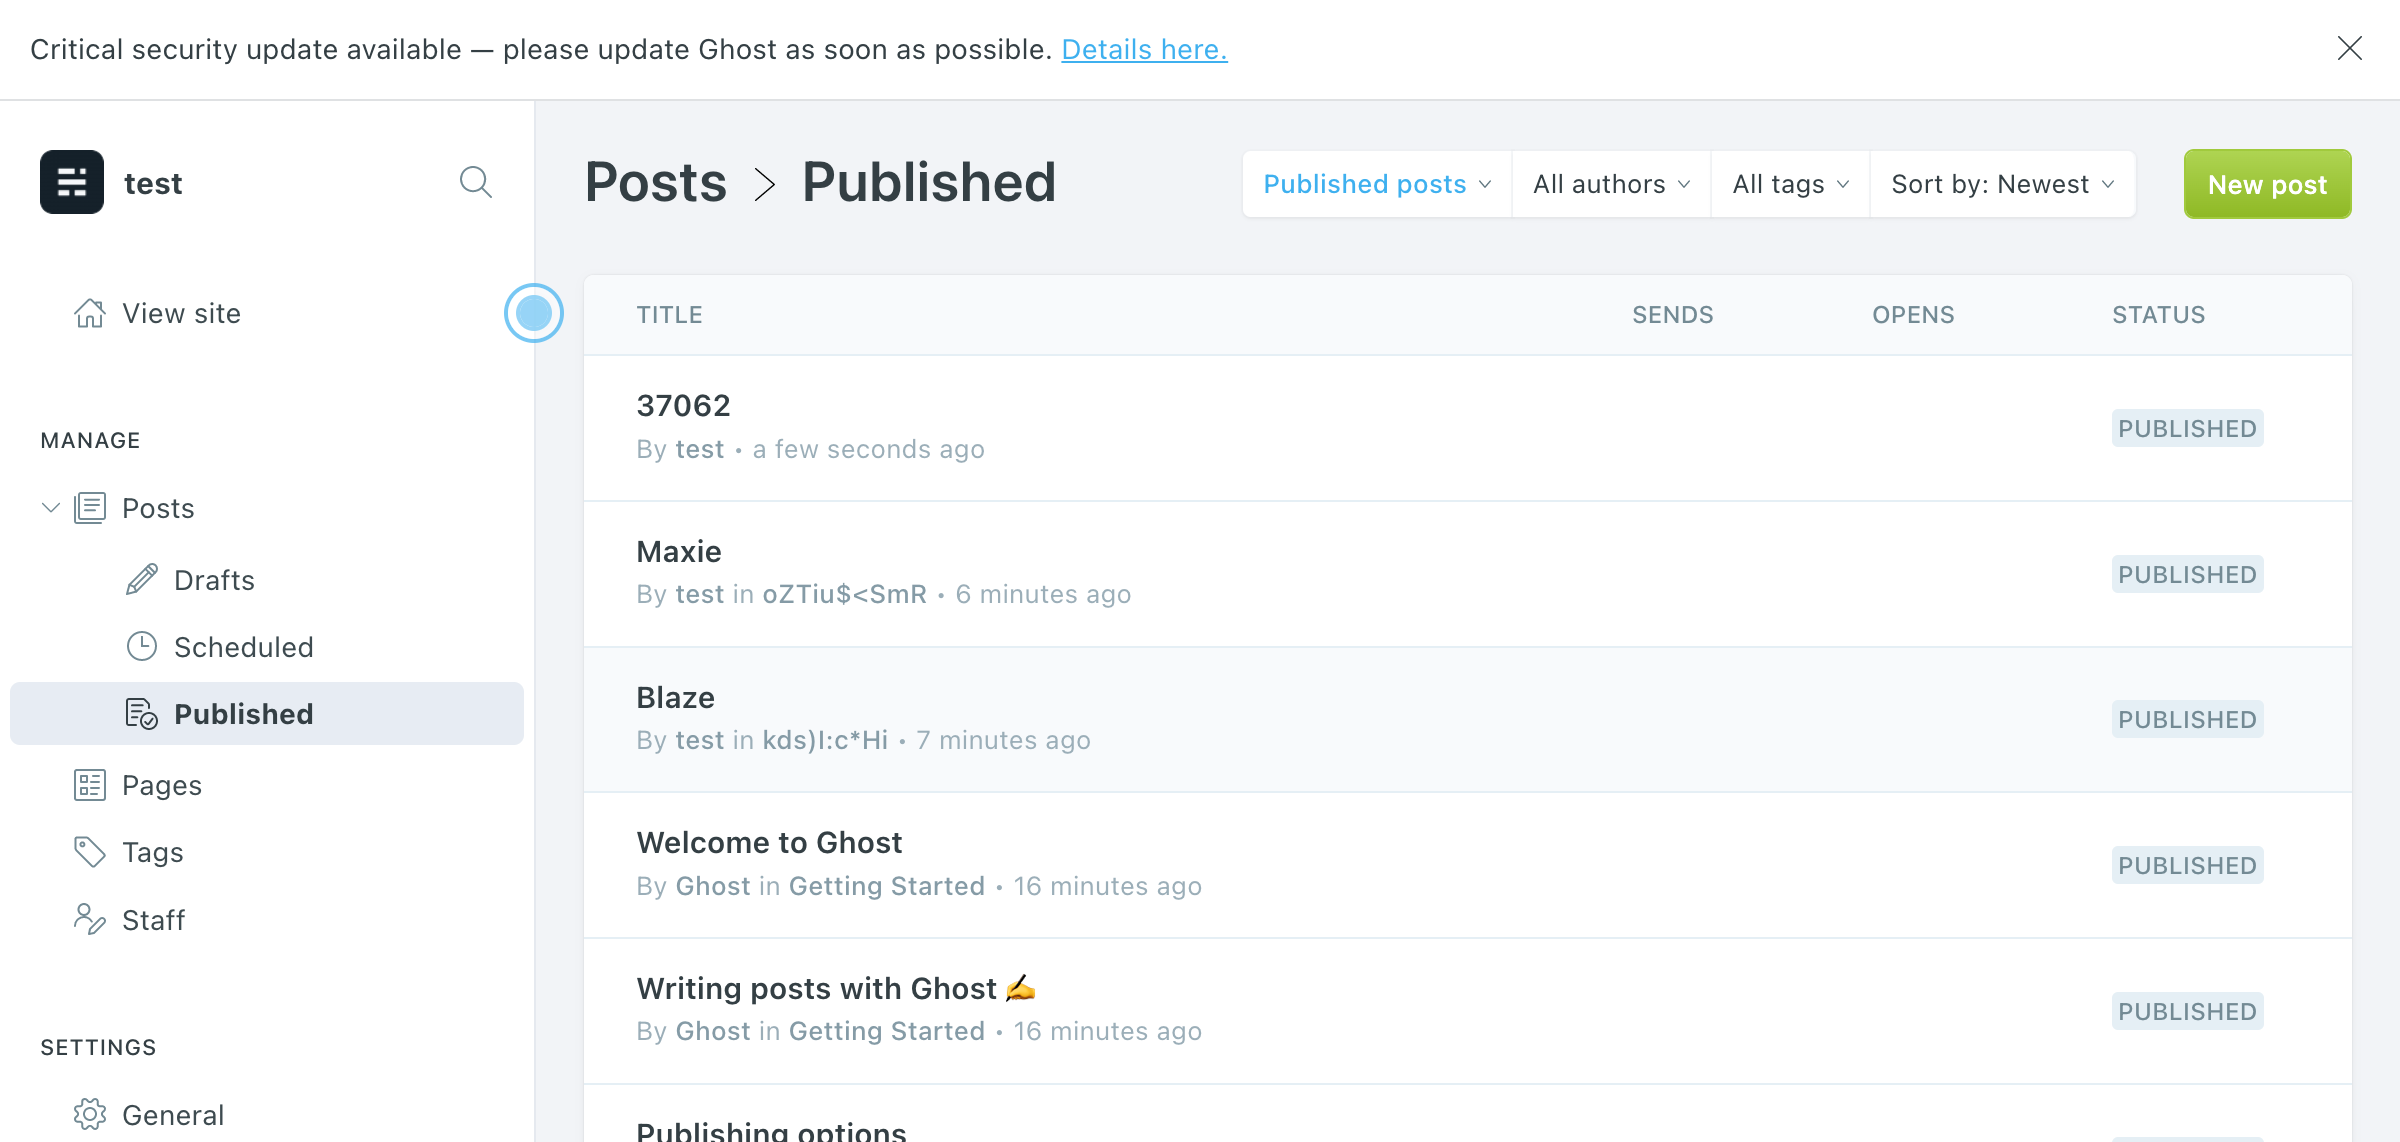 Critical security update available — please update Ghost as soon as possible. Details here.
test
View site
MANAGE
Posts
Drafts
Scheduled
Published
Pages
Tags
Staff
SETTINGS
General
Posts > Published
Published posts
All authors
All tags
Sort by: Newest
New post
TITLE SENDS OPENS STATUS
37062
By test • a few seconds ago
PUBLISHED
Maxie
By test in oZTiu$<SmR • 6 minutes ago
PUBLISHED
Blaze
By test in kds)I:c*Hi • 7 minutes ago
PUBLISHED
Welcome to Ghost
By Ghost in Getting Started • 16 minutes ago
PUBLISHED
Writing posts with Ghost ✍️
By Ghost in Getting Started • 16 minutes ago
PUBLISHED
Publishing options